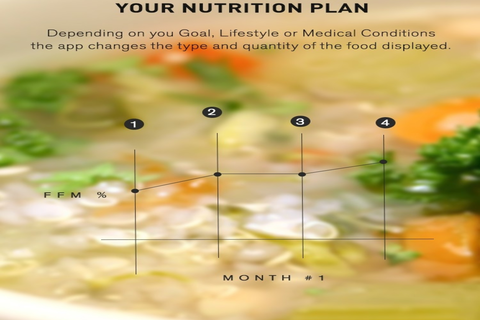 YOUR NUTRITION PLAN
Depending on you Goal, Lifestyle or Medical Conditions
the app changes the type and quantity of the food displayed.
1
2
3
4
FFM %
MONTH #1